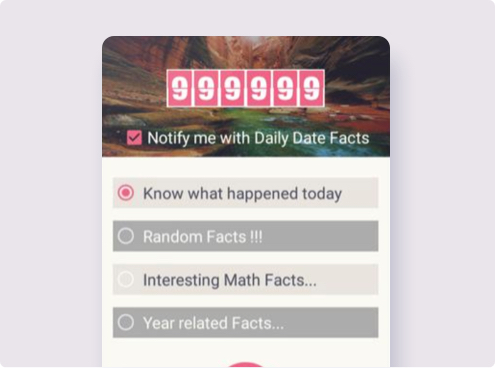 999999
Notify me with Daily Date Facts
Know what happened today
Random Facts !!!
Interesting Math Facts...
Year related Facts...